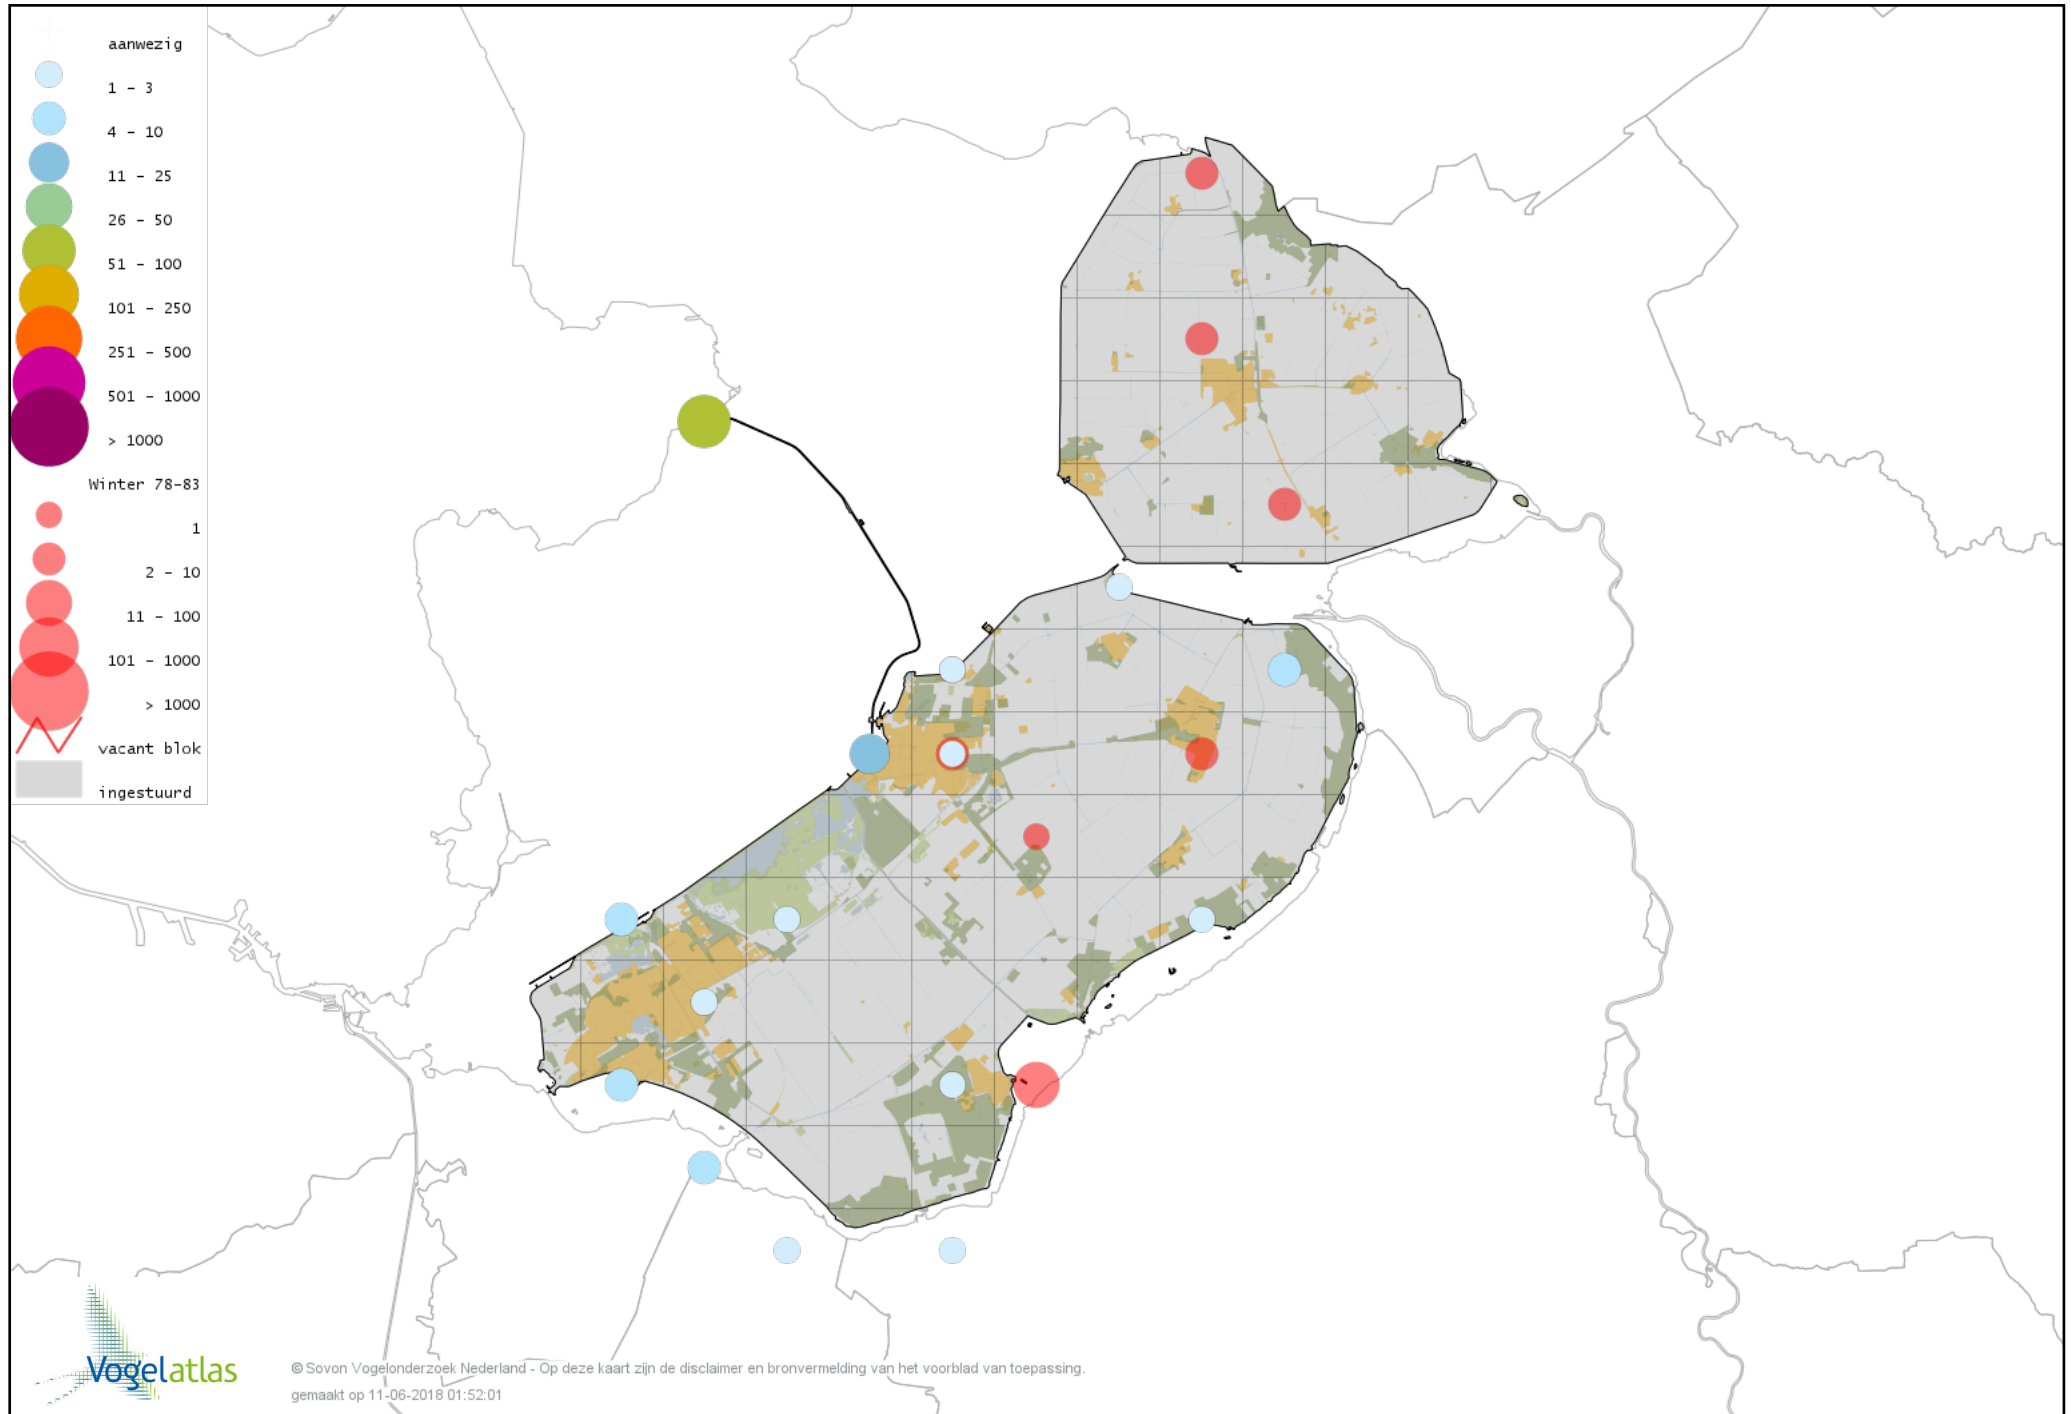 aanwezig
1 – 3
4 – 10
11 – 25
26 – 50
51 – 100
101 – 250
251 – 500
501 – 1000
> 1000
Winter 78-83
1
2 – 10
11 – 100
101 – 1000
> 1000
vacant blok
ingestuurd
Vogelatlas
© Sovon Vogelonderzoek Nederland - Op deze kaart zijn de disclaimer en bronvermelding van het voorblad van toepassing.
gemaakt op 11-06-2018 01:52:01